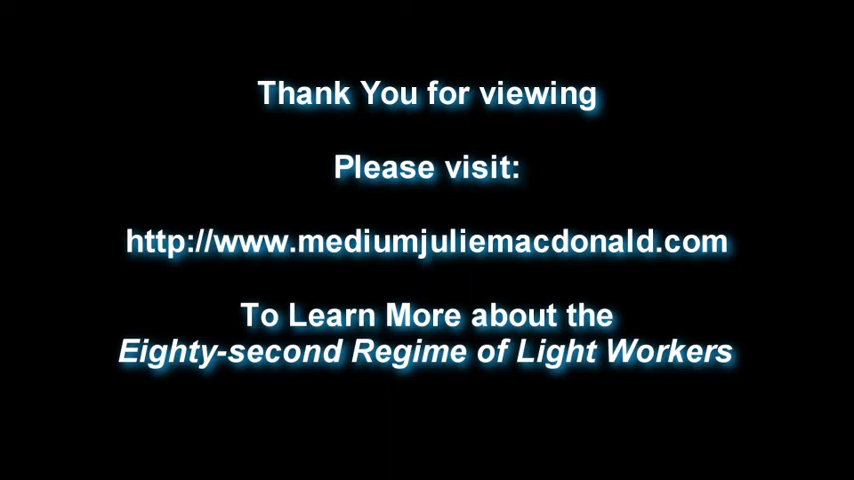 Thank You for viewing
Please visit:
http://www.mediumjuliemacdonald.com
To Learn More about the
Eighty-second Regime of Light Workers